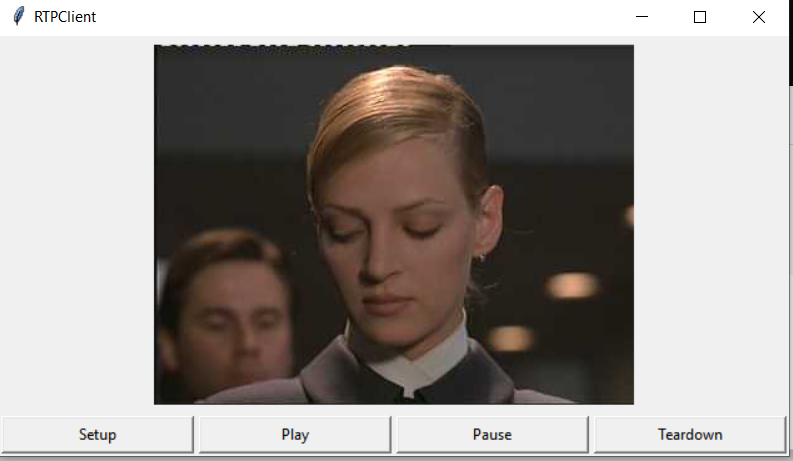 RTPClient
Setup
Play
Pause
Teardown